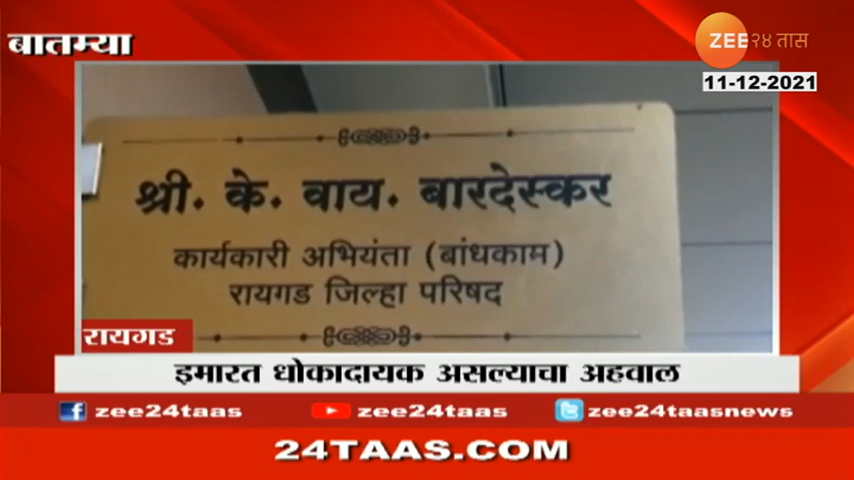 बातम्या
ZEE २४ तास
11-12-2021
श्री. के. वाय. बारदेस्कर
कार्यकारी अभियंता (बांधकाम)
रायगड जिल्हा परिषद
रायगड
इमारत धोकादायक असल्याचा अहवाल
zee24taas
zee24taas
zee24taasnews
24TAAS.COM